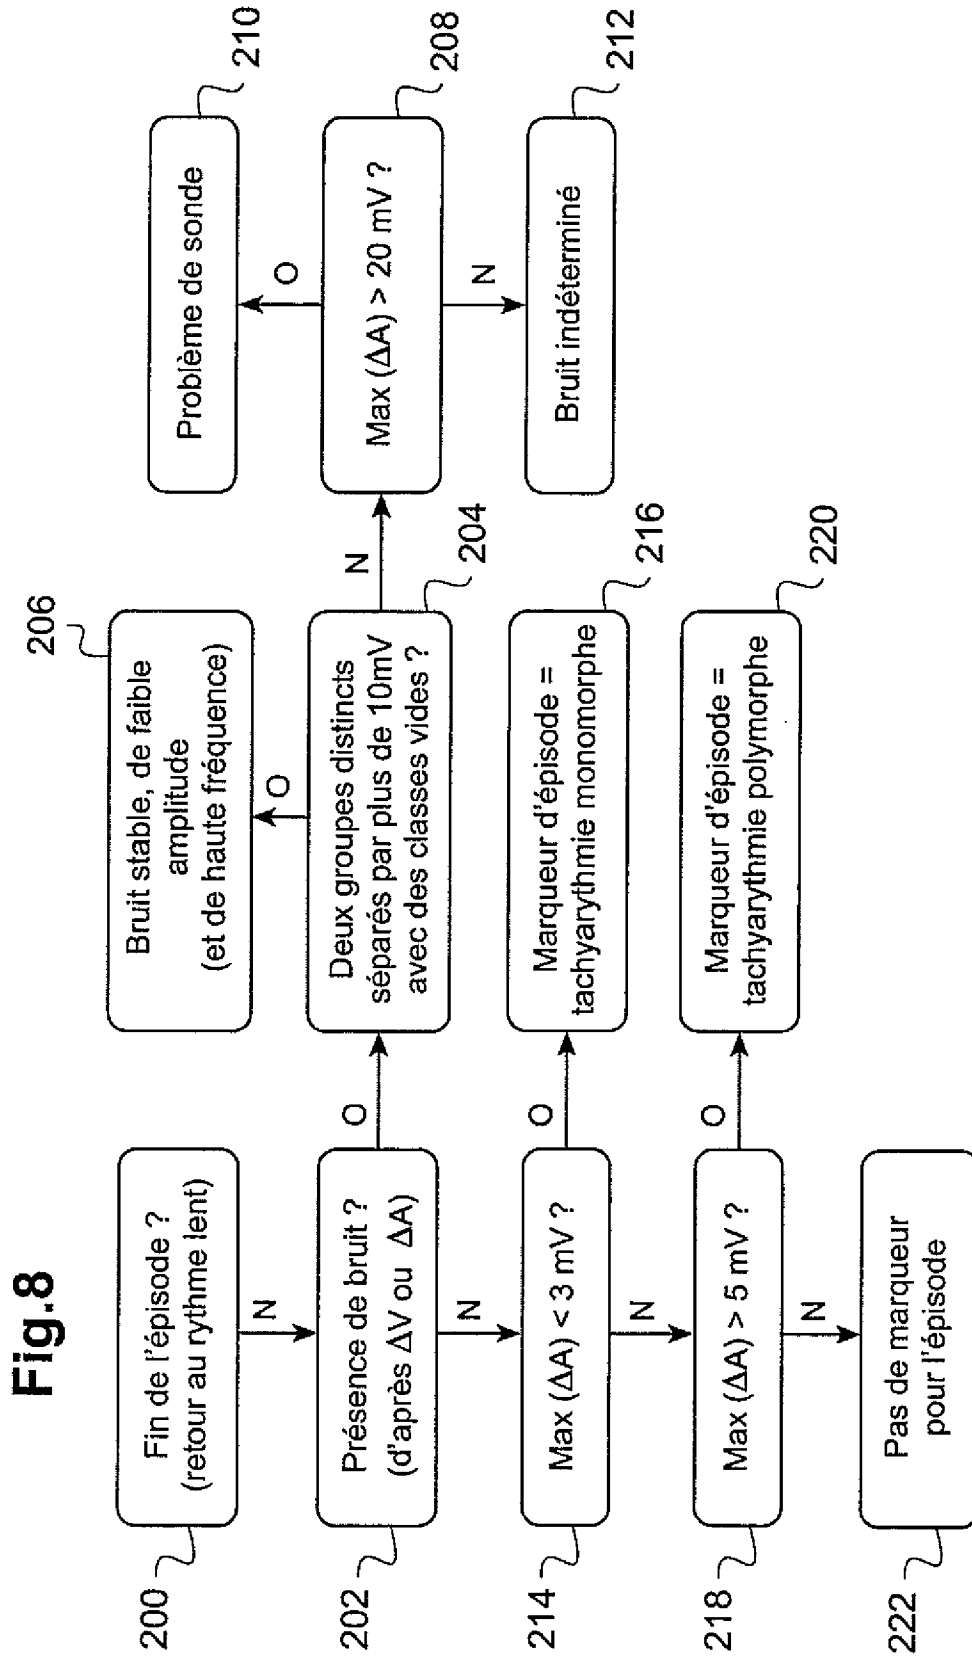 Fig.8
200
Fin de l'épisode ?
(retour au rythme lent)
N
202
Présence de bruit ?
(d'après ΔV ou ΔA)
O
N
204
Deux groupes distincts
séparés par plus de 10mV
avec des classes vides ?
O
N
206
Bruit stable, de faible
amplitude
(et de haute fréquence)
208
Max (ΔA) > 20 mV ?
O
N
210
Problème de sonde
212
Bruit indéterminé
214
Max (ΔA) < 3 mV ?
O
N
216
Marqueur d'épisode =
tachyarythmie monomorphe
218
Max (ΔA) > 5 mV ?
O
N
220
Marqueur d'épisode =
tachyarythmie polymorphe
222
Pas de marqueur
pour l'épisode